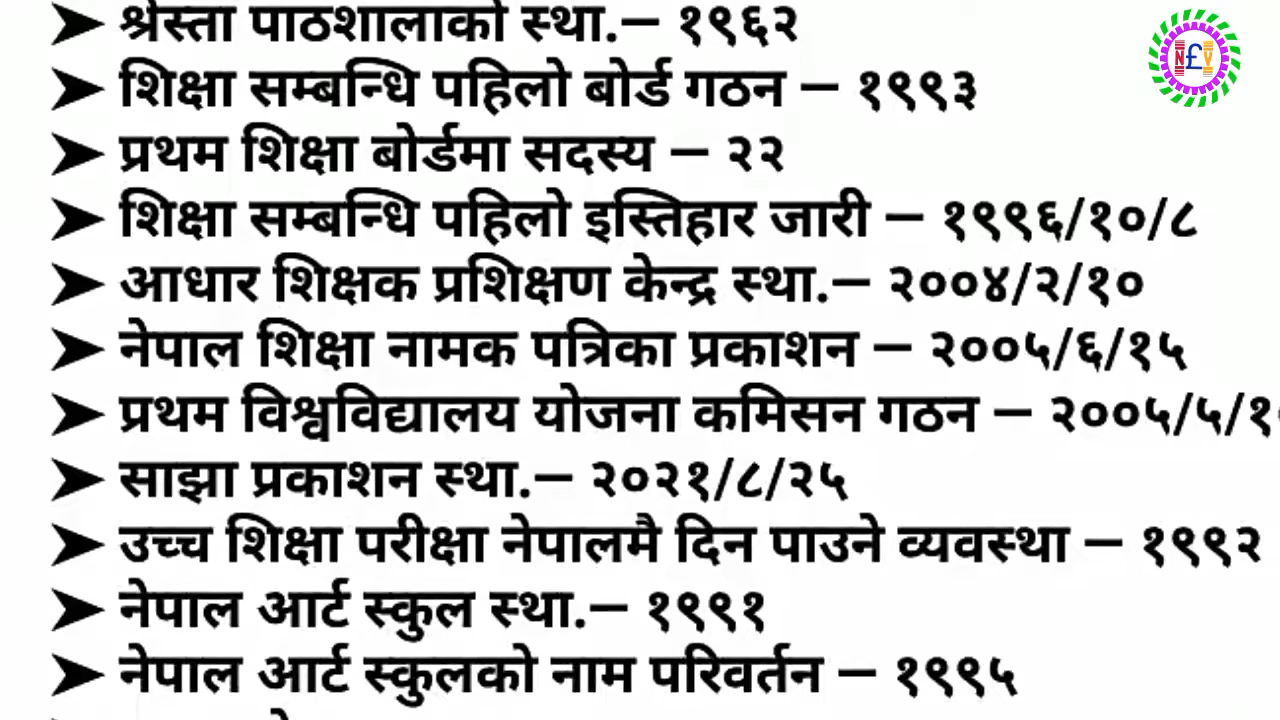 ➤ श्रेस्ता पाठशालाको स्था.– १९६२
➤ शिक्षा सम्बन्धि पहिलो बोर्ड गठन – १९९३
➤ प्रथम शिक्षा बोर्डमा सदस्य – २२
➤ शिक्षा सम्बन्धि पहिलो इस्तिहार जारी – १९९६/१०/८
➤ आधार शिक्षक प्रशिक्षण केन्द्र स्था.– २००४/२/१०
➤ नेपाल शिक्षा नामक पत्रिका प्रकाशन – २००५/६/१५
➤ प्रथम विश्वविद्यालय योजना कमिसन गठन – २००५/५/
➤ साझा प्रकाशन स्था.– २०२१/८/२५
➤ उच्च शिक्षा परीक्षा नेपालमै दिन पाउने व्यवस्था – १९९२
➤ नेपाल आर्ट स्कुल स्था.– १९९१
➤ नेपाल आर्ट स्कुलको नाम परिवर्तन – १९९५
N£V